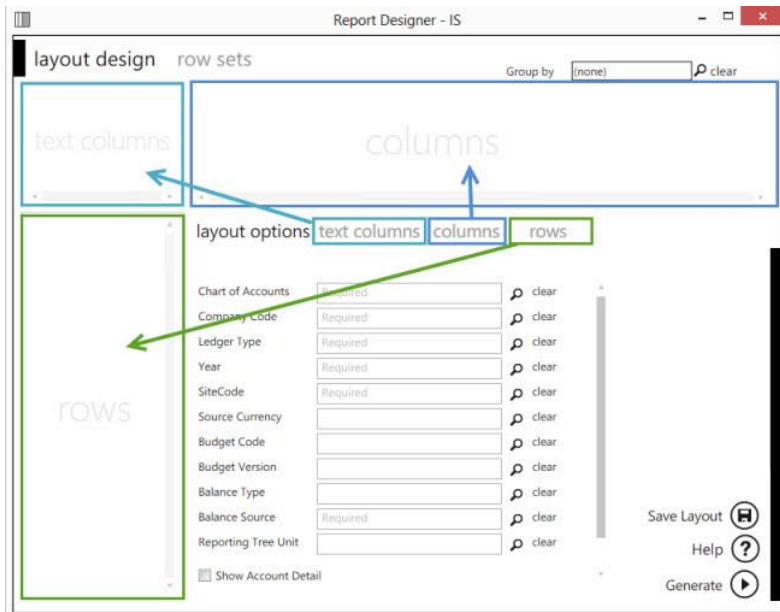 Report Designer - IS
layout design row sets
Group by (none) clear
text columns columns
layout options text columns columns rows
Chart of Accounts Required clear
Company Code Required clear
Ledger Type Required clear
Year Required clear
SiteCode Required clear
rows
Source Currency clear
Budget Code clear
Budget Version clear
Balance Type clear
Balance Source Required clear
Save Layout
Reporting Tree Unit clear
Help ?
Show Account Detail
Generate